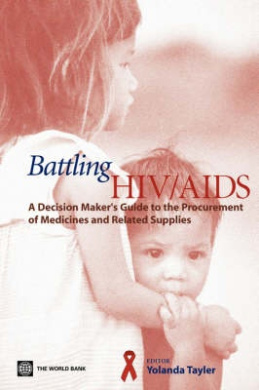 Battling
HIV/AIDS
A Decision Maker's Guide to the Procurement
of Medicines and Related Supplies
THE WORLD BANK
EDITOR
Yolanda Tayler